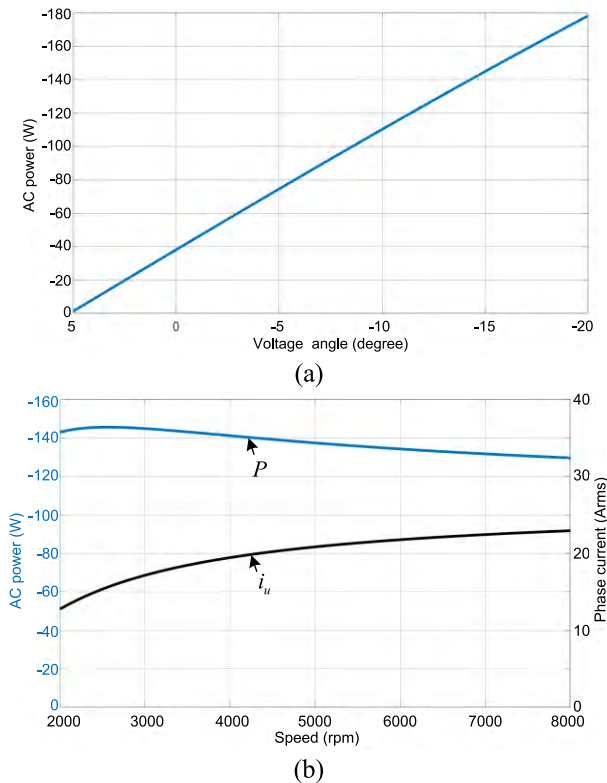 -180
-160
-140
-120
-100
-80
-60
-40
-20
0
AC power (W)
5 0 -5 -10 -15 -20
Voltage angle (degree)
(a)
-160
-140
-120
-100
-80
-60
-40
-20
0
AC power (W)
40
30
20
10
0
Phase current (Arms)
P
i_u
2000 3000 4000 5000 6000 7000 8000
Speed (rpm)
(b)